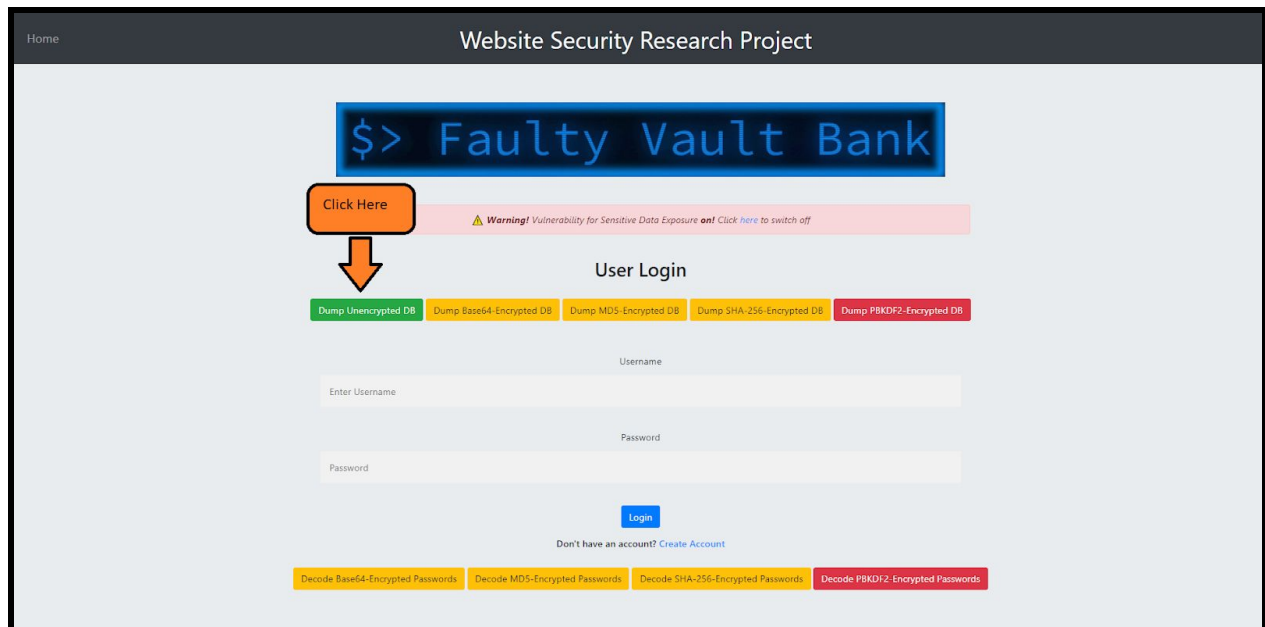 Home
Website Security Research Project
$> Faulty Vault Bank
Click Here
⚠ Warning! Vulnerability for Sensitive Data Exposure on! Click here to switch off
User Login
Dump Unencrypted DB Dump Base64-Encrypted DB Dump MD5-Encrypted DB Dump SHA-256-Encrypted DB Dump PBKDF2-Encrypted DB
Username
Enter Username
Password
Password
Login
Don't have an account? Create Account
Decode Base64-Encrypted Passwords Decode MD5-Encrypted Passwords Decode SHA-256-Encrypted Passwords Decode PBKDF2-Encrypted Passwords